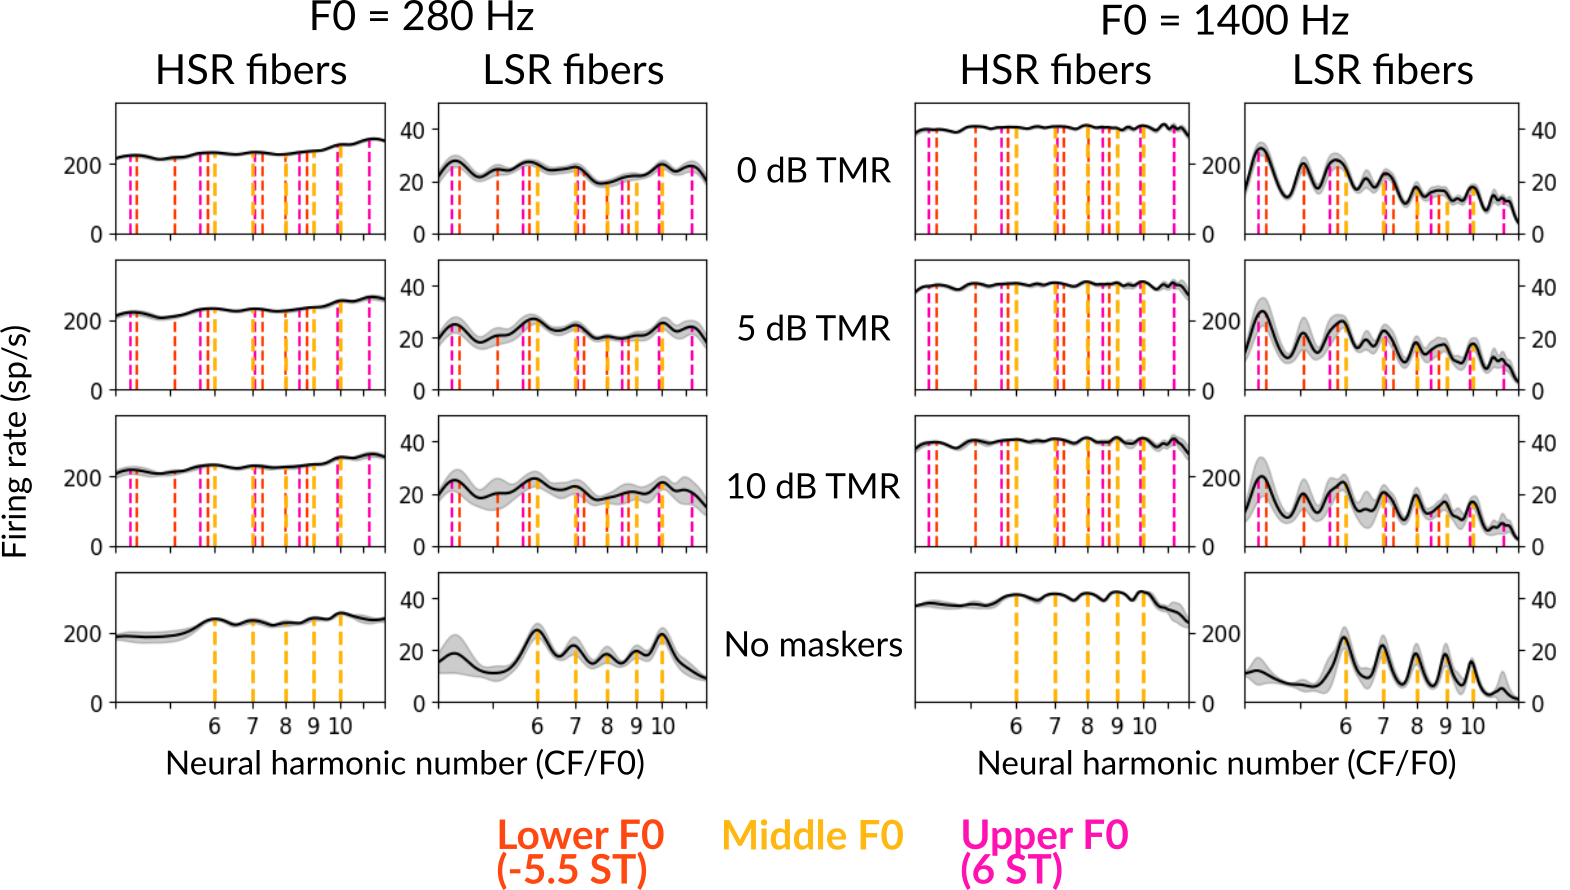 F0 = 280 Hz
F0 = 1400 Hz
HSR fibers
LSR fibers
HSR fibers
LSR fibers
Firing rate (sp/s)
200
0
40
20
0
0 dB TMR
200
0
200
40
20
0
200
0
40
20
0
5 dB TMR
200
0
200
40
20
0
200
0
40
20
0
10 dB TMR
200
0
200
40
20
0
200
0
40
20
0
No maskers
200
0
200
40
20
0
6 7 8 9 10
6 7 8 9 10
6 7 8 9 10
6 7 8 9 10
Neural harmonic number (CF/F0)
Neural harmonic number (CF/F0)
Lower F0
(-5.5 ST)
Middle F0
Upper F0
(6 ST)